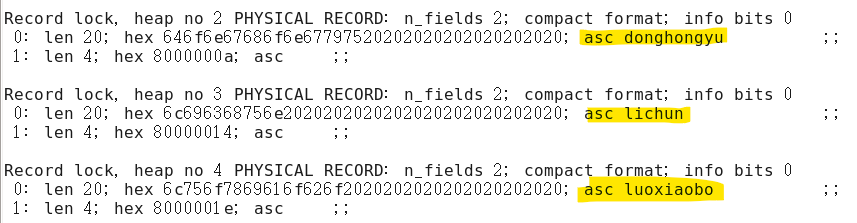 Record lock, heap no 2 PHYSICAL RECORD: n_fields 2; compact format; info bits 0
0: len 20; hex 646f6e67686f6e67797520202020202020202020; asc donghongyu ;;
1: len 4; hex 8000000a; asc ;;
Record lock, heap no 3 PHYSICAL RECORD: n_fields 2; compact format; info bits 0
0: len 20; hex 6c696368756e2020202020202020202020202020; asc lichun ;;
1: len 4; hex 80000014; asc ;;
Record lock, heap no 4 PHYSICAL RECORD: n_fields 2; compact format; info bits 0
0: len 20; hex 6c756f7869616f626f2020202020202020202020; asc luoxiaobo ;;
1: len 4; hex 8000001e; asc ;;